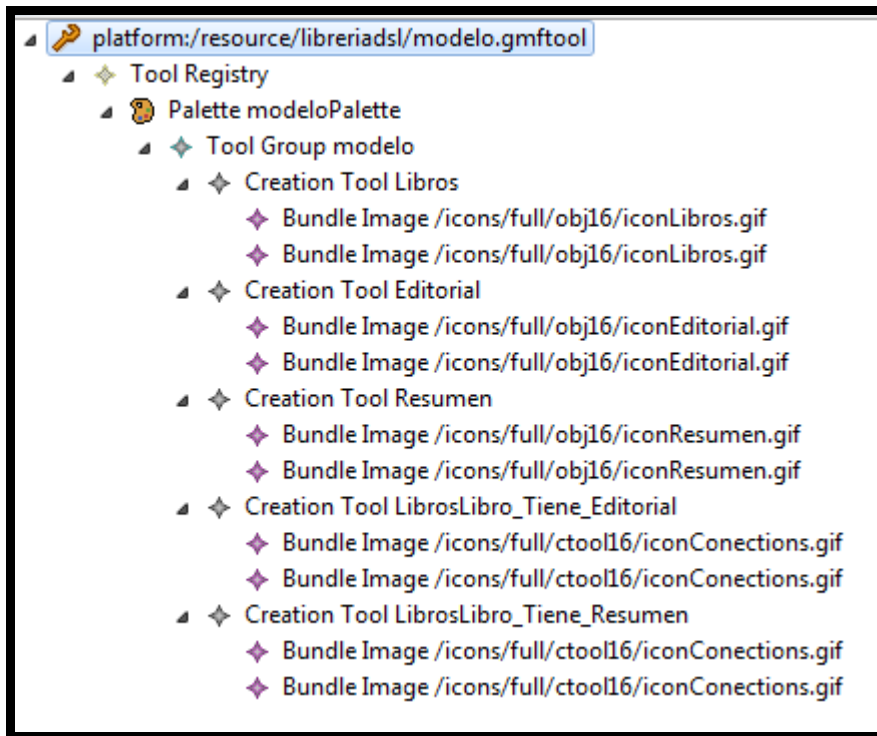 platform:/resource/libreriadsl/modelo.gmftool
Tool Registry
Palette modeloPalette
Tool Group modelo
Creation Tool Libros
Bundle Image /icons/full/obj16/iconLibros.gif
Bundle Image /icons/full/obj16/iconLibros.gif
Creation Tool Editorial
Bundle Image /icons/full/obj16/iconEditorial.gif
Bundle Image /icons/full/obj16/iconEditorial.gif
Creation Tool Resumen
Bundle Image /icons/full/obj16/iconResumen.gif
Bundle Image /icons/full/obj16/iconResumen.gif
Creation Tool LibrosLibro_Tiene_Editorial
Bundle Image /icons/full/ctool16/iconConections.gif
Bundle Image /icons/full/ctool16/iconConections.gif
Creation Tool LibrosLibro_Tiene_Resumen
Bundle Image /icons/full/ctool16/iconConections.gif
Bundle Image /icons/full/ctool16/iconConections.gif